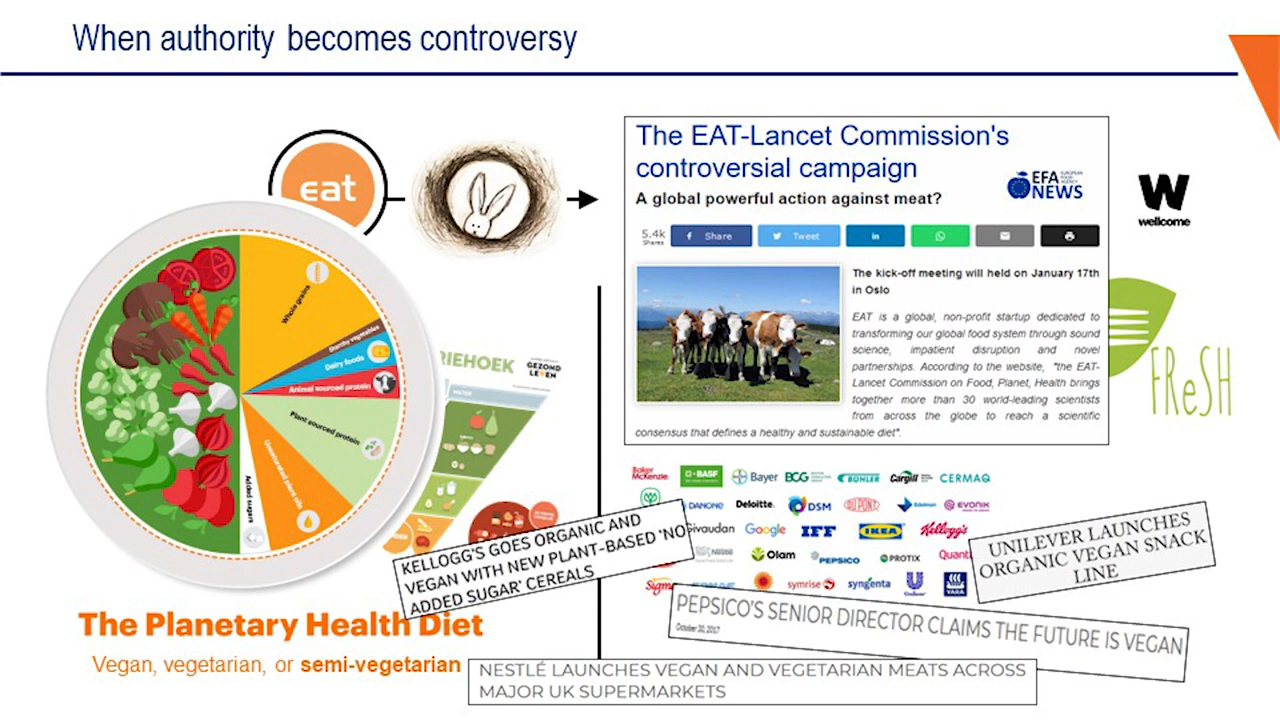 When authority becomes controversy
eat
Whole grains
Starchy vegetables
Dairy foods
Animal sourced protein
Plant sourced protein
Unsaturated plant oils
Added sugars
RIEHOEK
GEZOND
LEVEN
The Planetary Health Diet
Vegan, vegetarian, or semi-vegetarian
The EAT-Lancet Commission's
controversial campaign
A global powerful action against meat?
EFA
NEWS
EUROPEAN
FOOD
AGENCY
5.4k
Shares
Share
Tweet
in
The kick-off meeting will held on January 17th
in Oslo
EAT is a global, non-profit startup dedicated to
transforming our global food system through sound
science, impatient disruption and novel
partnerships. According to the website, "the EAT-
Lancet Commission on Food, Planet, Health brings
together more than 30 world-leading scientists
from across the globe to reach a scientific
consensus that defines a healthy and sustainable diet".
W
wellcome
FReSH
Baker
McKenzie.
BASF
Bayer
BCG
BÜHLER
Cargill
CERMAQ
DANONE
Deloitte.
DSM
DUPONT
Edelman
EVONIK
Givaudan
Google
IFF
IKEA
Kellogg's
Nestlé
Olam
PEPSICO
PROTIX
Quant
Sigm
symrise
syngenta
Unilever
YARA
KELLOGG'S GOES ORGANIC AND
VEGAN WITH NEW PLANT-BASED 'NO
ADDED SUGAR' CEREALS
UNILEVER LAUNCHES
ORGANIC VEGAN SNACK
LINE
PEPSICO'S SENIOR DIRECTOR CLAIMS THE FUTURE IS VEGAN
October 30, 2017
NESTLÉ LAUNCHES VEGAN AND VEGETARIAN MEATS ACROSS
MAJOR UK SUPERMARKETS